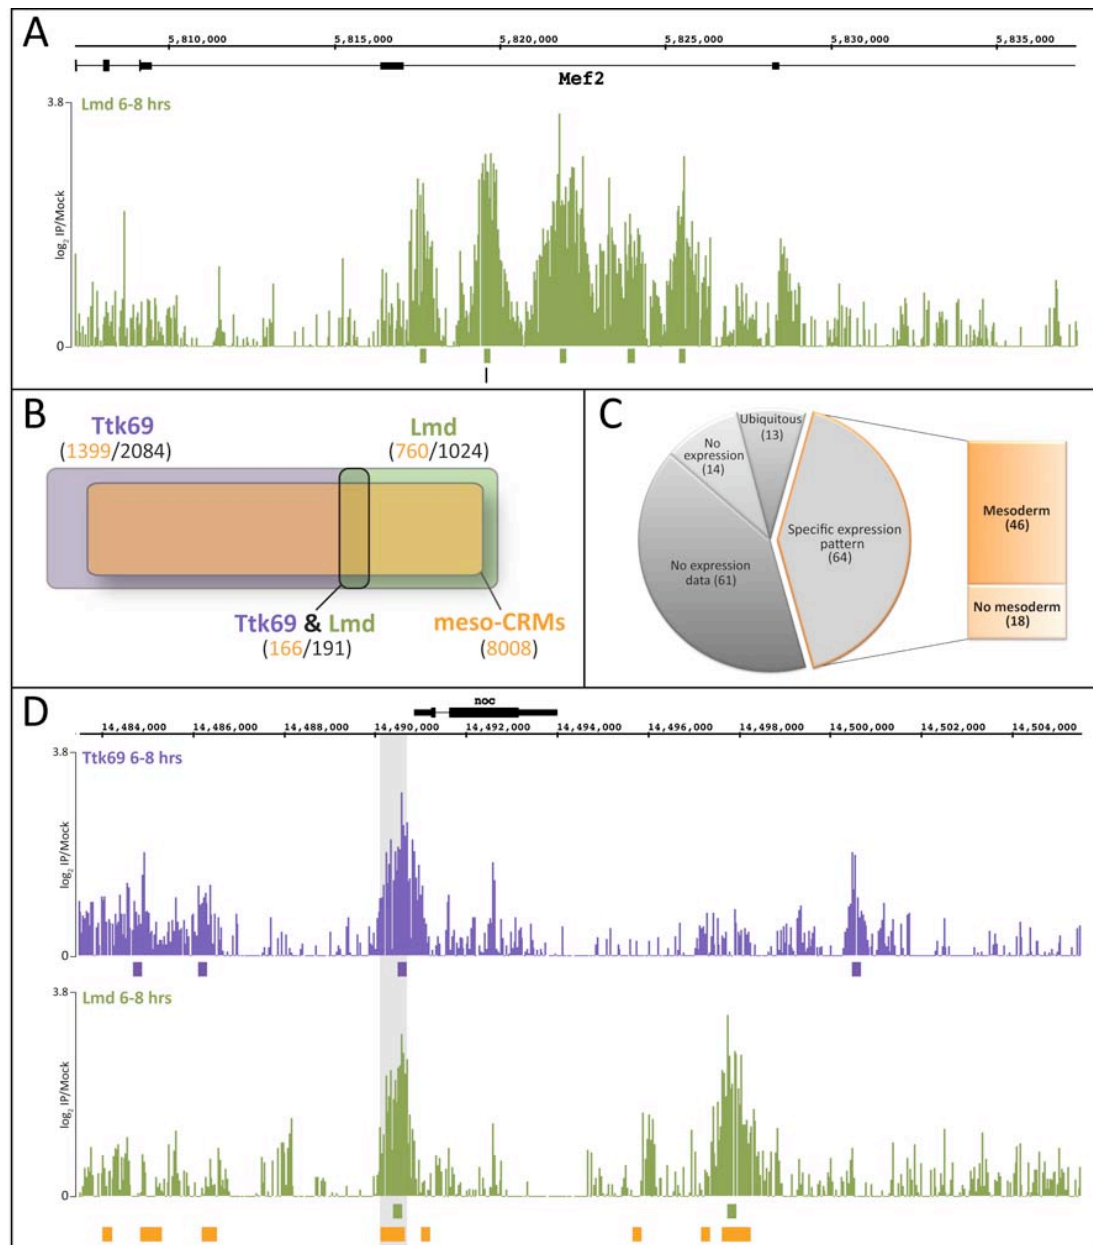 A
5,810,000 5,815,000 5,820,000 5,825,000 5,830,000 5,835,000
Mef2
3.8
Lmd 6-8 hrs
log2 IP/Mock
0
B
Ttk69
(1399/2084)
Lmd
(760/1024)
Ttk69 & Lmd
(166/191)
meso-CRMs
(8008)
C
Ubiquitous
(13)
No
expression
(14)
Specific expression
pattern
(64)
No expression
data (61)
Mesoderm
(46)
No mesoderm
(18)
D
noc
14,484,000 14,486,000 14,488,000 14,490,000 14,492,000 14,494,000 14,496,000 14,498,000 14,500,000 14,502,000 14,504,000
3.8
Ttk69 6-8 hrs
log2 IP/Mock
0
3.8
Lmd 6-8 hrs
log2 IP/Mock
0